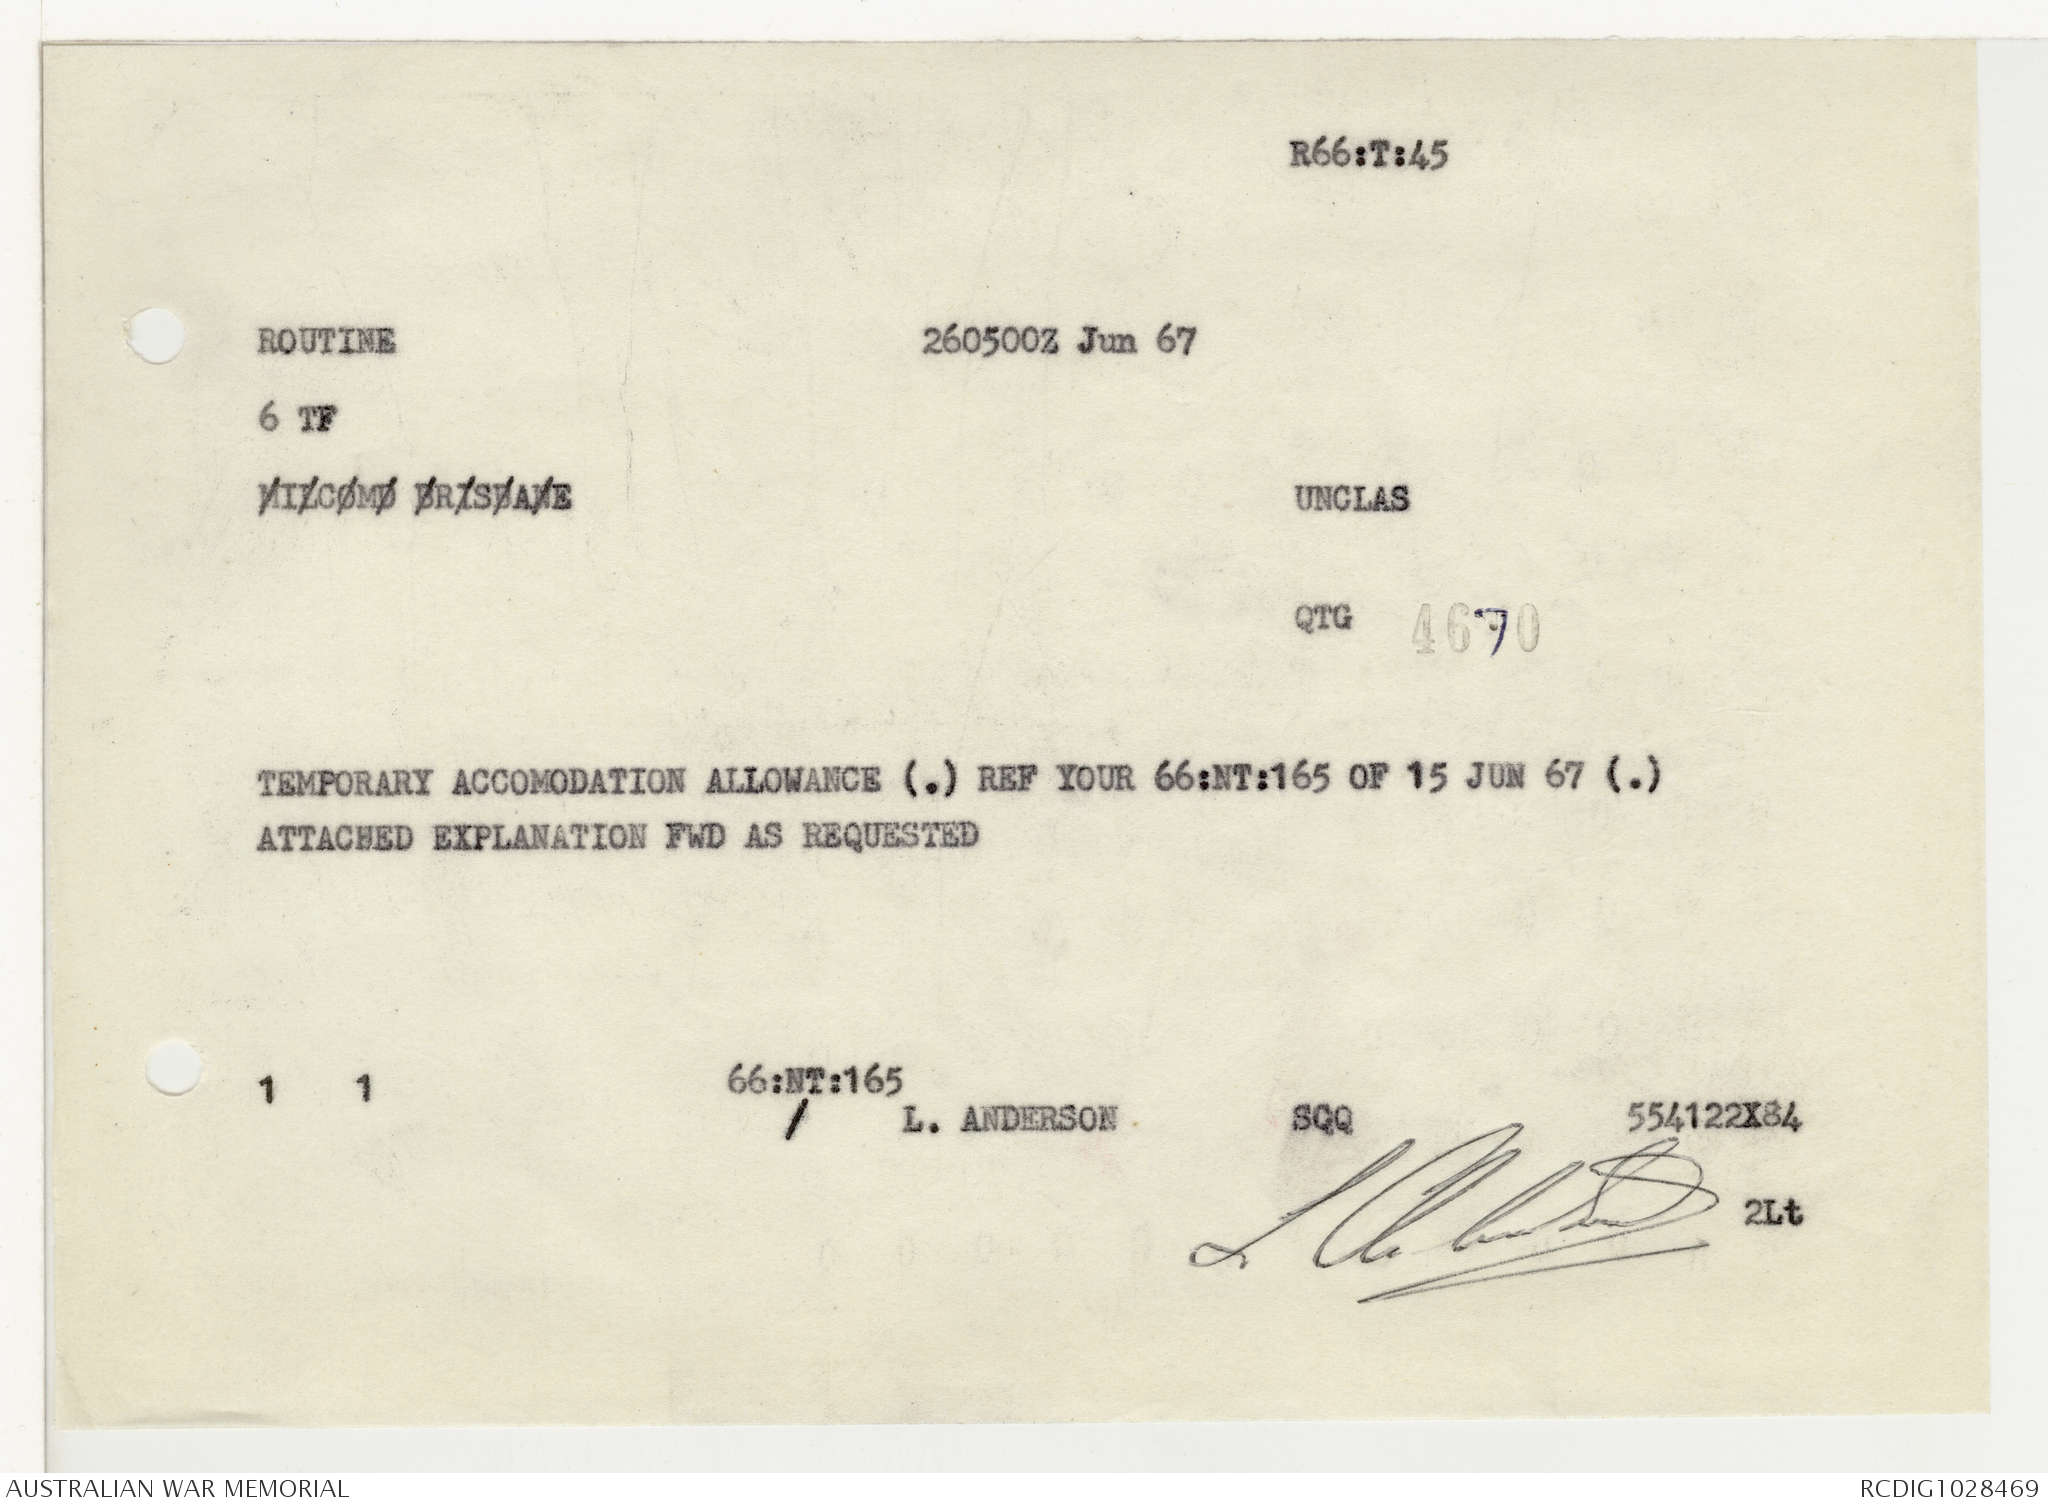 R66:T:45
ROUTINE 260500Z Jun 67
6 TF
MILCOMD BRISBANE UNCLAS
QTG 4670
TEMPORARY ACCOMODATION ALLOWANCE (.) REF YOUR 66:NT:165 OF 15 JUN 67 (.)
ATTACHED EXPLANATION FWD AS REQUESTED
1 1 66:NT:165
/ L. ANDERSON SQQ 554122X84
2Lt
AUSTRALIAN WAR MEMORIAL RCDIG1028469